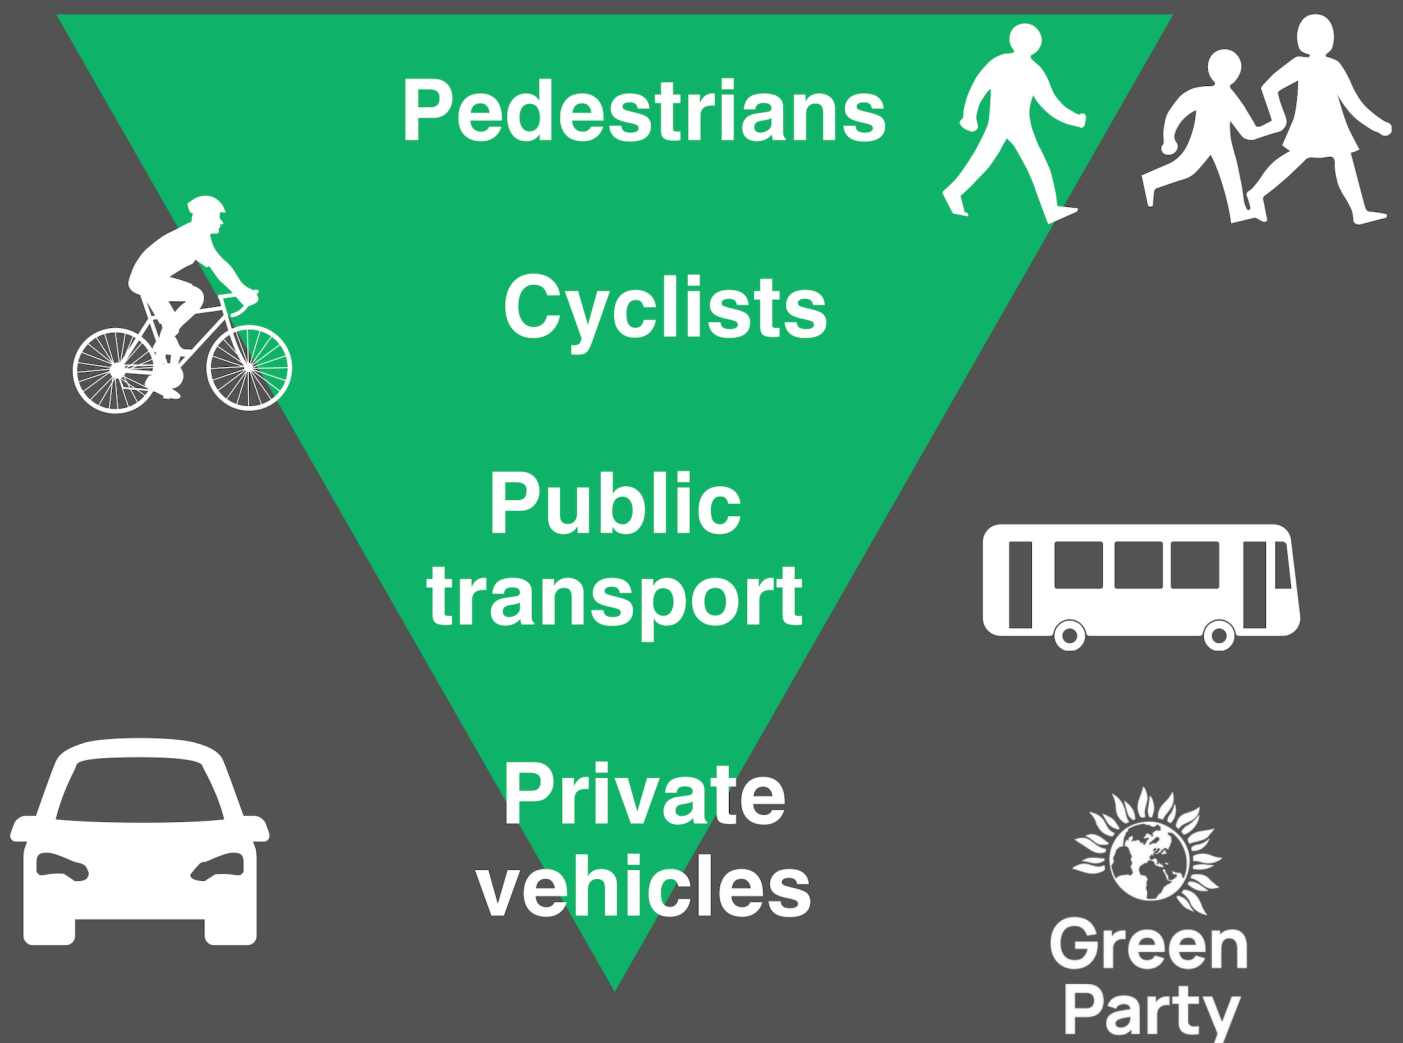 Pedestrians
Cyclists
Public
transport
Private
vehicles
Green
Party